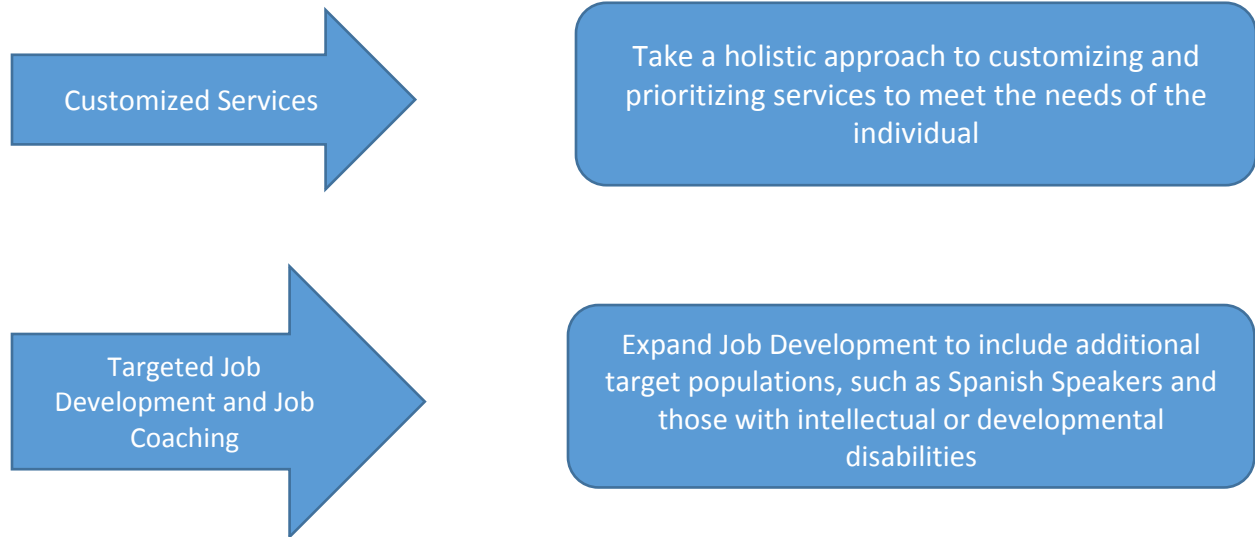 Customized Services
Take a holistic approach to customizing and
prioritizing services to meet the needs of the
individual
Targeted Job
Development and Job
Coaching
Expand Job Development to include additional
target populations, such as Spanish Speakers and
those with intellectual or developmental
disabilities